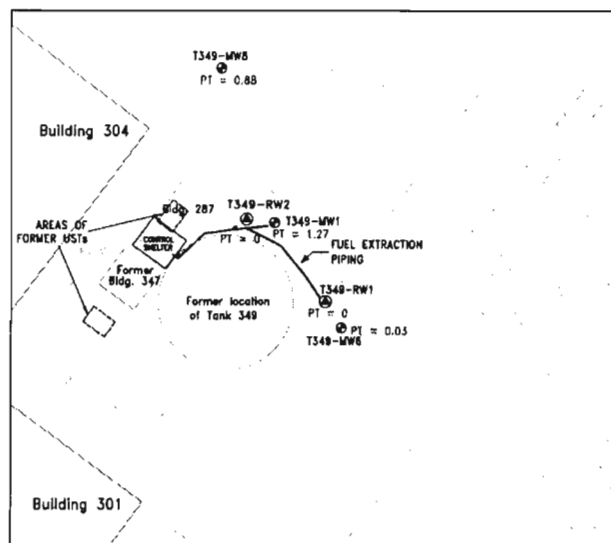 T349-MW8
PT = 0.88
Building 304
Bldg. 287
T349-RW2
AREAS OF
FORMER USTs
T349-MW1
CONTROL
SHELTER
PT = 0
PT = 1.27
FUEL EXTRACTION
PIPING
Former
Bldg. 347
Former location
of Tank 349
T349-RW1
PT = 0
PT = 0.03
T349-MW6
Building 301